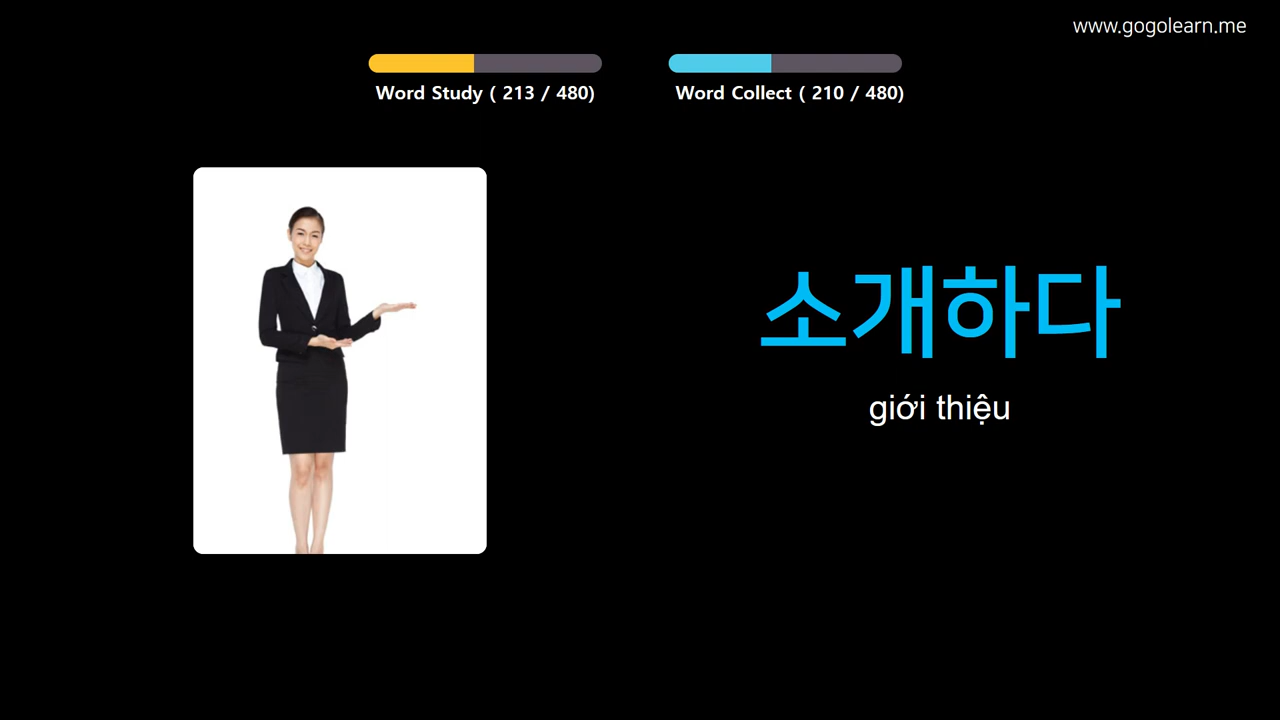 www.gogolearn.me
Word Study ( 213 / 480)
Word Collect ( 210 / 480)
소개하다
giới thiệu